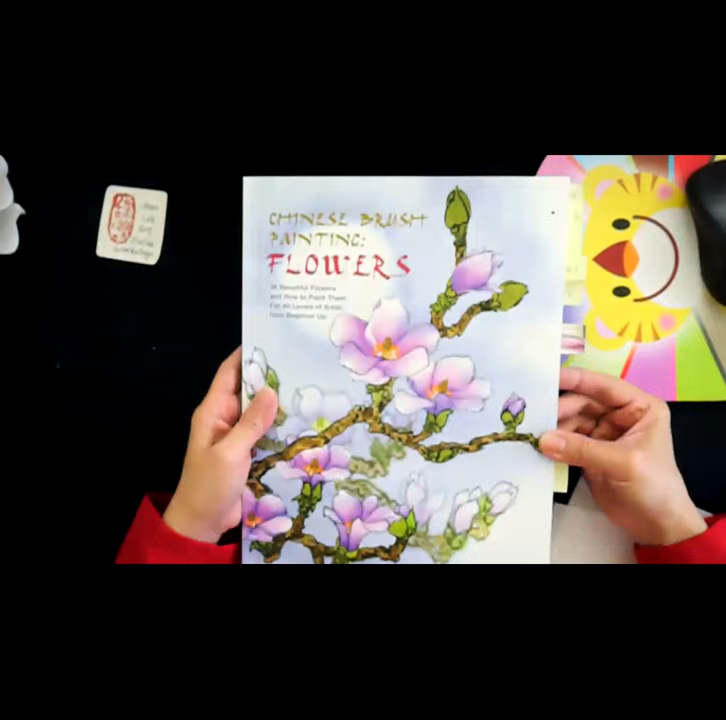 CHINESE BRUSH
PAINTING:
FLOWERS
Beautiful Flowers
and How to Paint Them
For All Levels of Artist
from Beginner Up